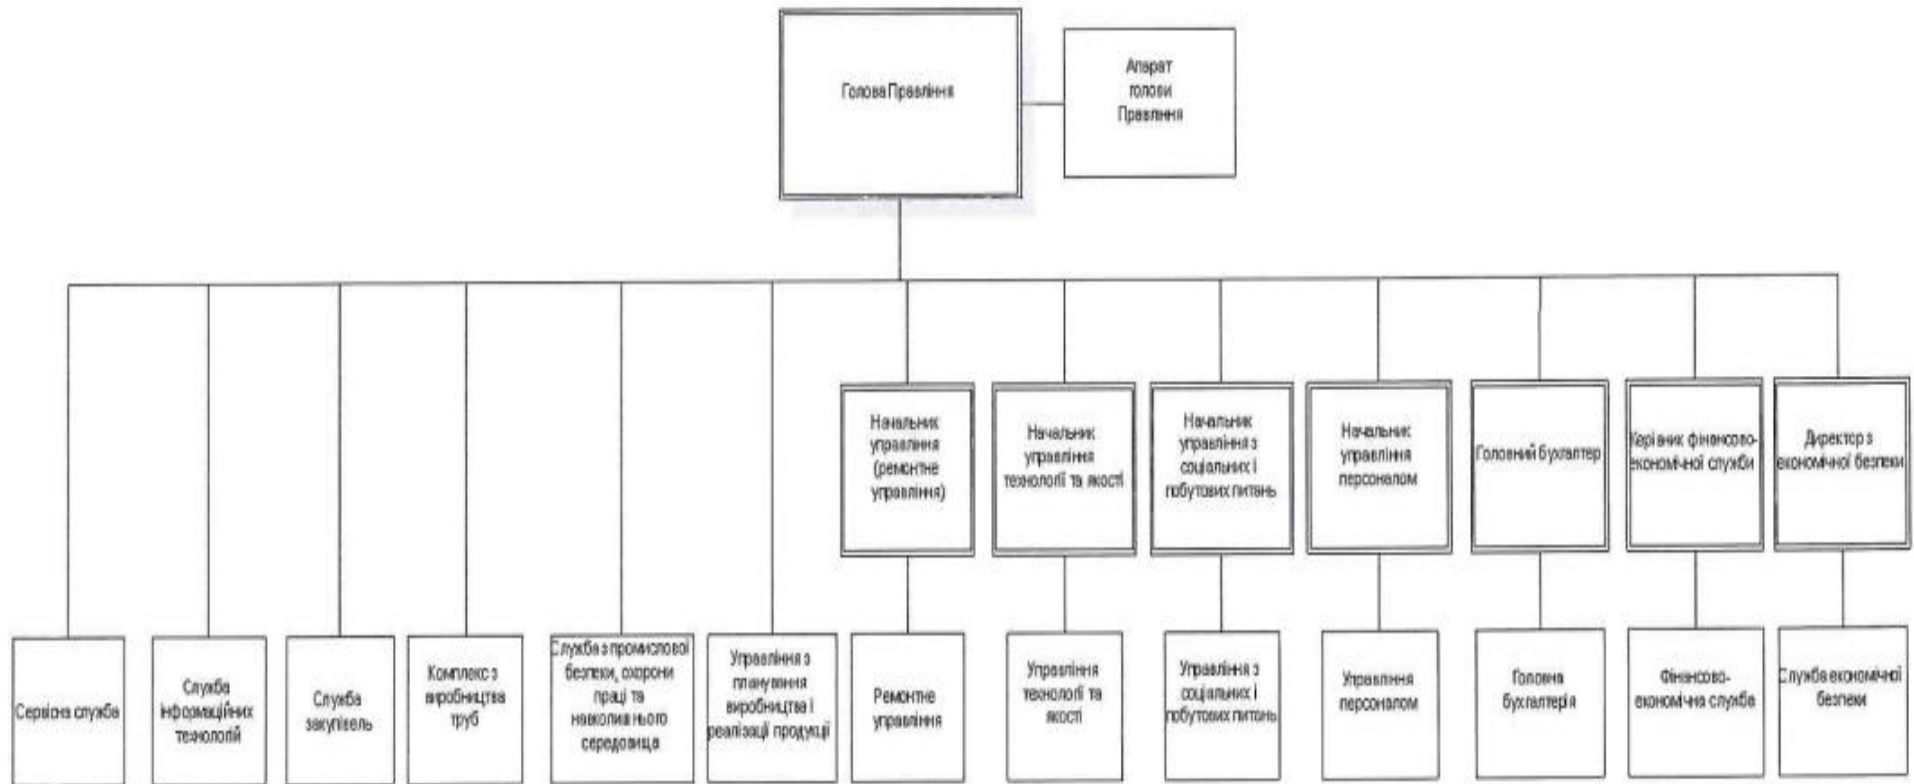 Голова Правління
Апарат
голови
Правління
Начальник
управління
(ремонтне
управління)
Начальник
управління
технології та якості
Начальник
управління з
соціальних і
побутових питань
Начальник
управління
персоналом
Головний бухгалтер
Керівник фінансово-
економічної служби
Директор з
економічної безпеки
Сервісна служба
Служба
інформаційних
технологій
Служба
закупівель
Комплекс з
виробництва
труб
Служба з промислової
безпеки, охорони
праці та
навколишнього
середовища
Управління з
планування
виробництва і
реалізації продукції
Ремонтне
управління
Управління
технології та
якості
Управління з
соціальних і
побутових питань
Управління
персоналом
Головна
бухгалтерія
Фінансово-
економічна служба
Служба економічної
безпеки